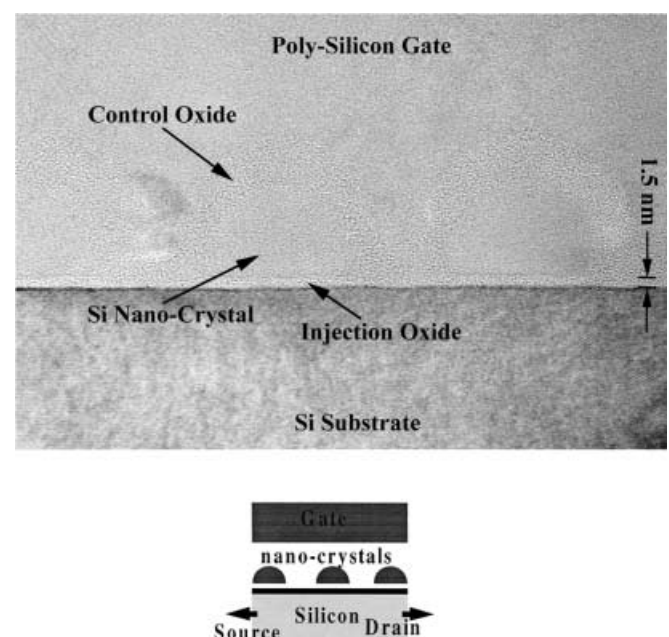 Poly-Silicon Gate
Control Oxide
1.5 nm
Si Nano-Crystal
Injection Oxide
Si Substrate
Gate
nano-crystals
Silicon
Source Drain